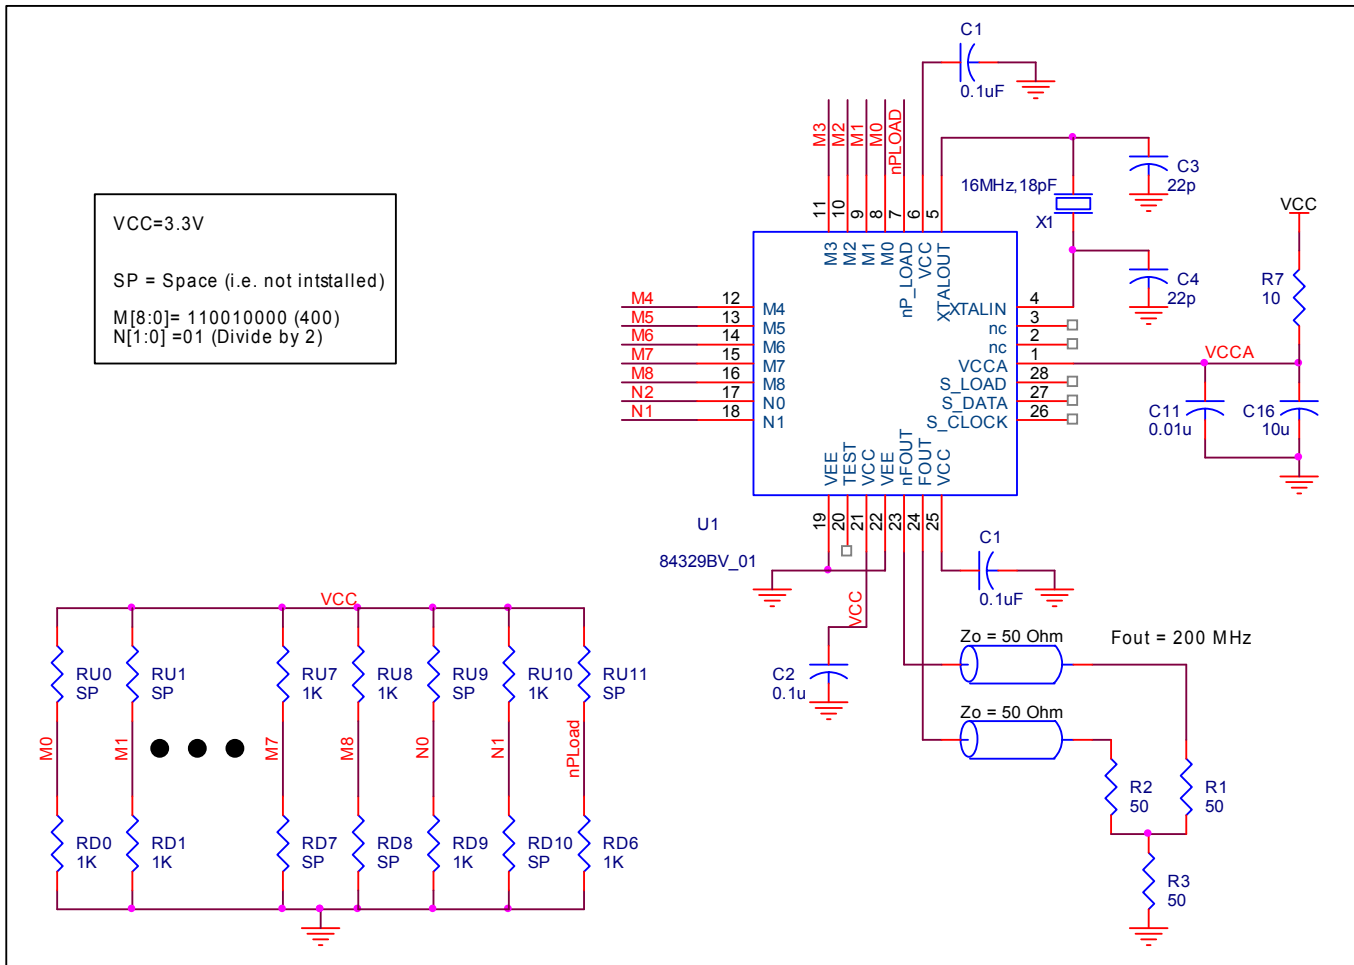 C1
0.1uF
M3
M2
M1
M0
nPLOAD
16MHz,18pF
X1
C3
22p
C4
22p
VCC
R7
10
VCCA
C11
0.01u
C16
10u
VCC=3.3V
SP = Space (i.e. not intstalled)
M[8:0]= 110010000 (400)
N[1:0] =01 (Divide by 2)
11
10
9
8
7
6
5
M3
M2
M1
M0
nP_LOAD
VCC
XTALOUT
M4
M5
M6
M7
M8
N2
N1
12
13
14
15
16
17
18
M4
M5
M6
M7
M8
N0
N1
XTALIN
nc
nc
VCCA
S_LOAD
S_DATA
S_CLOCK
4
3
2
1
28
27
26
VEE
TEST
VCC
VEE
nFOUT
FOUT
VCC
19
20
21
22
23
24
25
U1
84329BV_01
C1
0.1uF
VCC
C2
0.1u
Zo = 50 Ohm
Fout = 200 MHz
Zo = 50 Ohm
R2
50
R1
50
R3
50
VCC
RU0
SP
RU1
SP
RU7
1K
RU8
1K
RU9
SP
RU10
1K
RU11
SP
M0
M1
M7
M8
N0
N1
nPLoad
RD0
1K
RD1
1K
RD7
SP
RD8
SP
RD9
1K
RD10
SP
RD6
1K